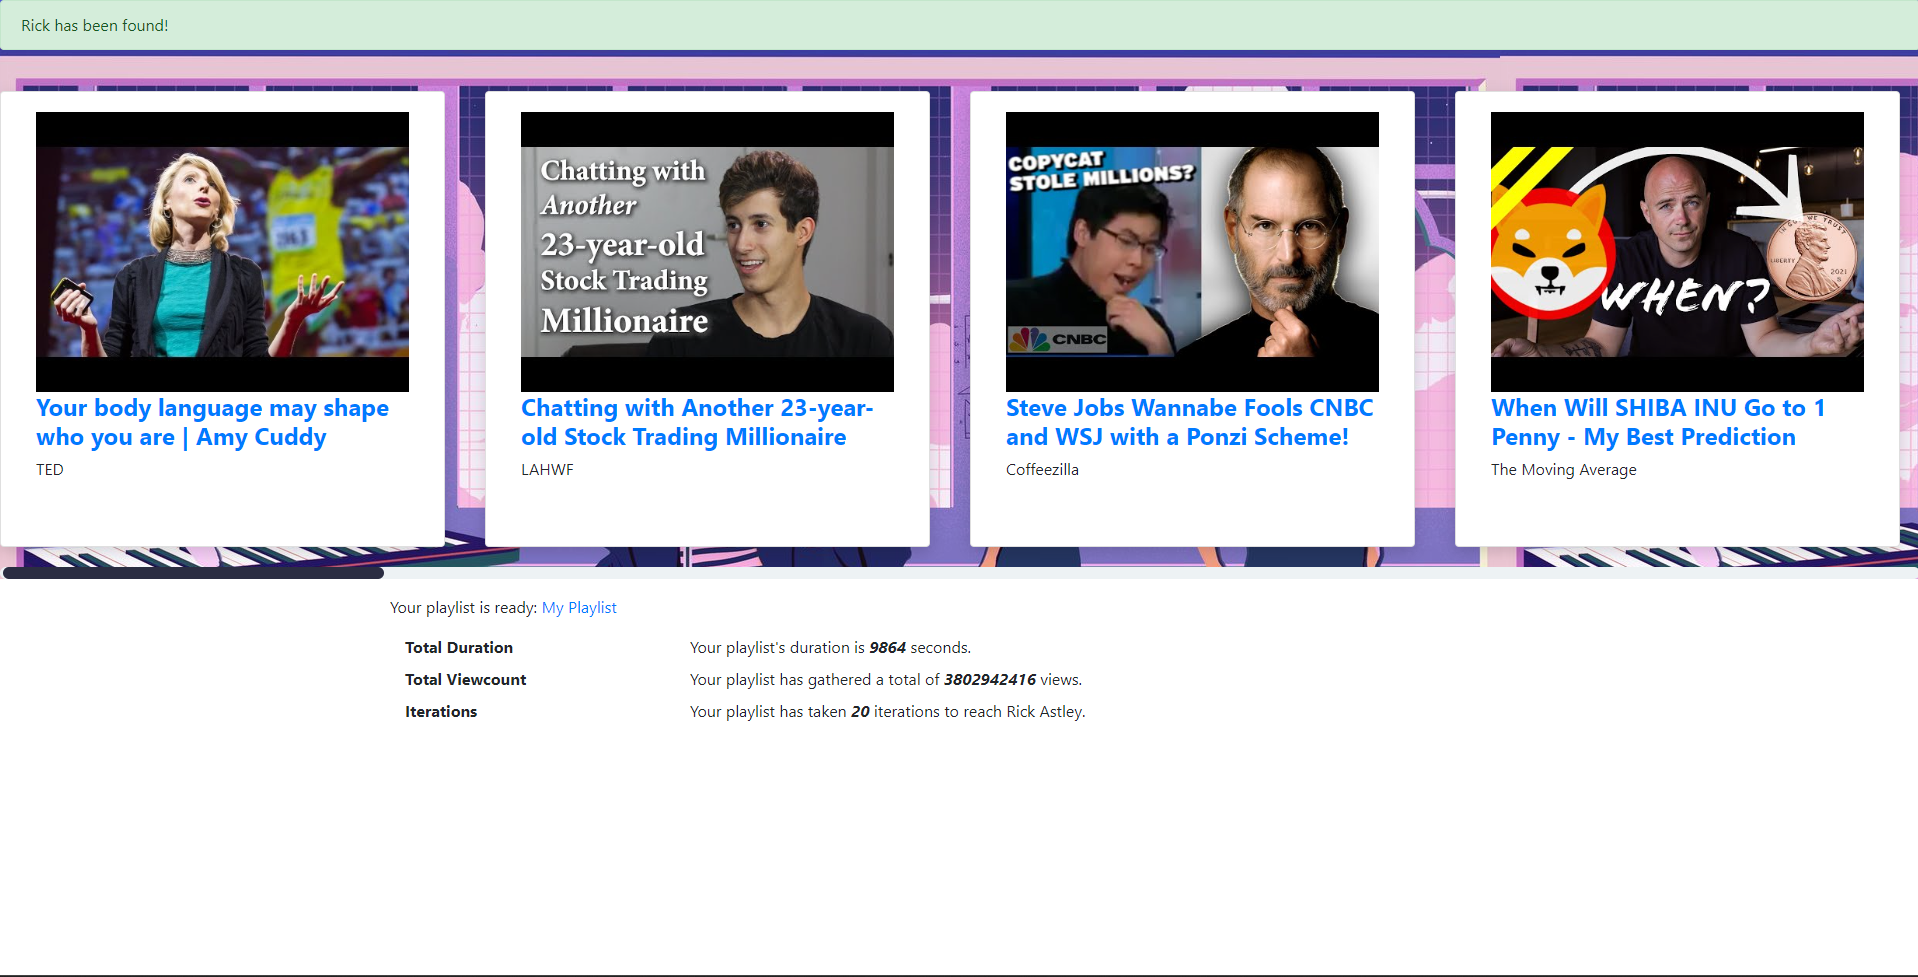 Rick has been found!
Chatting with
Another
23-year-old
Stock Trading
Millionaire
COPYCAT
STOLE MILLIONS?
CNBC
WHEN?
LIBERTY
2021
Your body language may shape
who you are | Amy Cuddy
TED
Chatting with Another 23-year-
old Stock Trading Millionaire
LAHWF
Steve Jobs Wannabe Fools CNBC
and WSJ with a Ponzi Scheme!
Coffeezilla
When Will SHIBA INU Go to 1
Penny - My Best Prediction
The Moving Average
Your playlist is ready: My Playlist
Total Duration Your playlist's duration is 9864 seconds.
Total Viewcount Your playlist has gathered a total of 3802942416 views.
Iterations Your playlist has taken 20 iterations to reach Rick Astley.